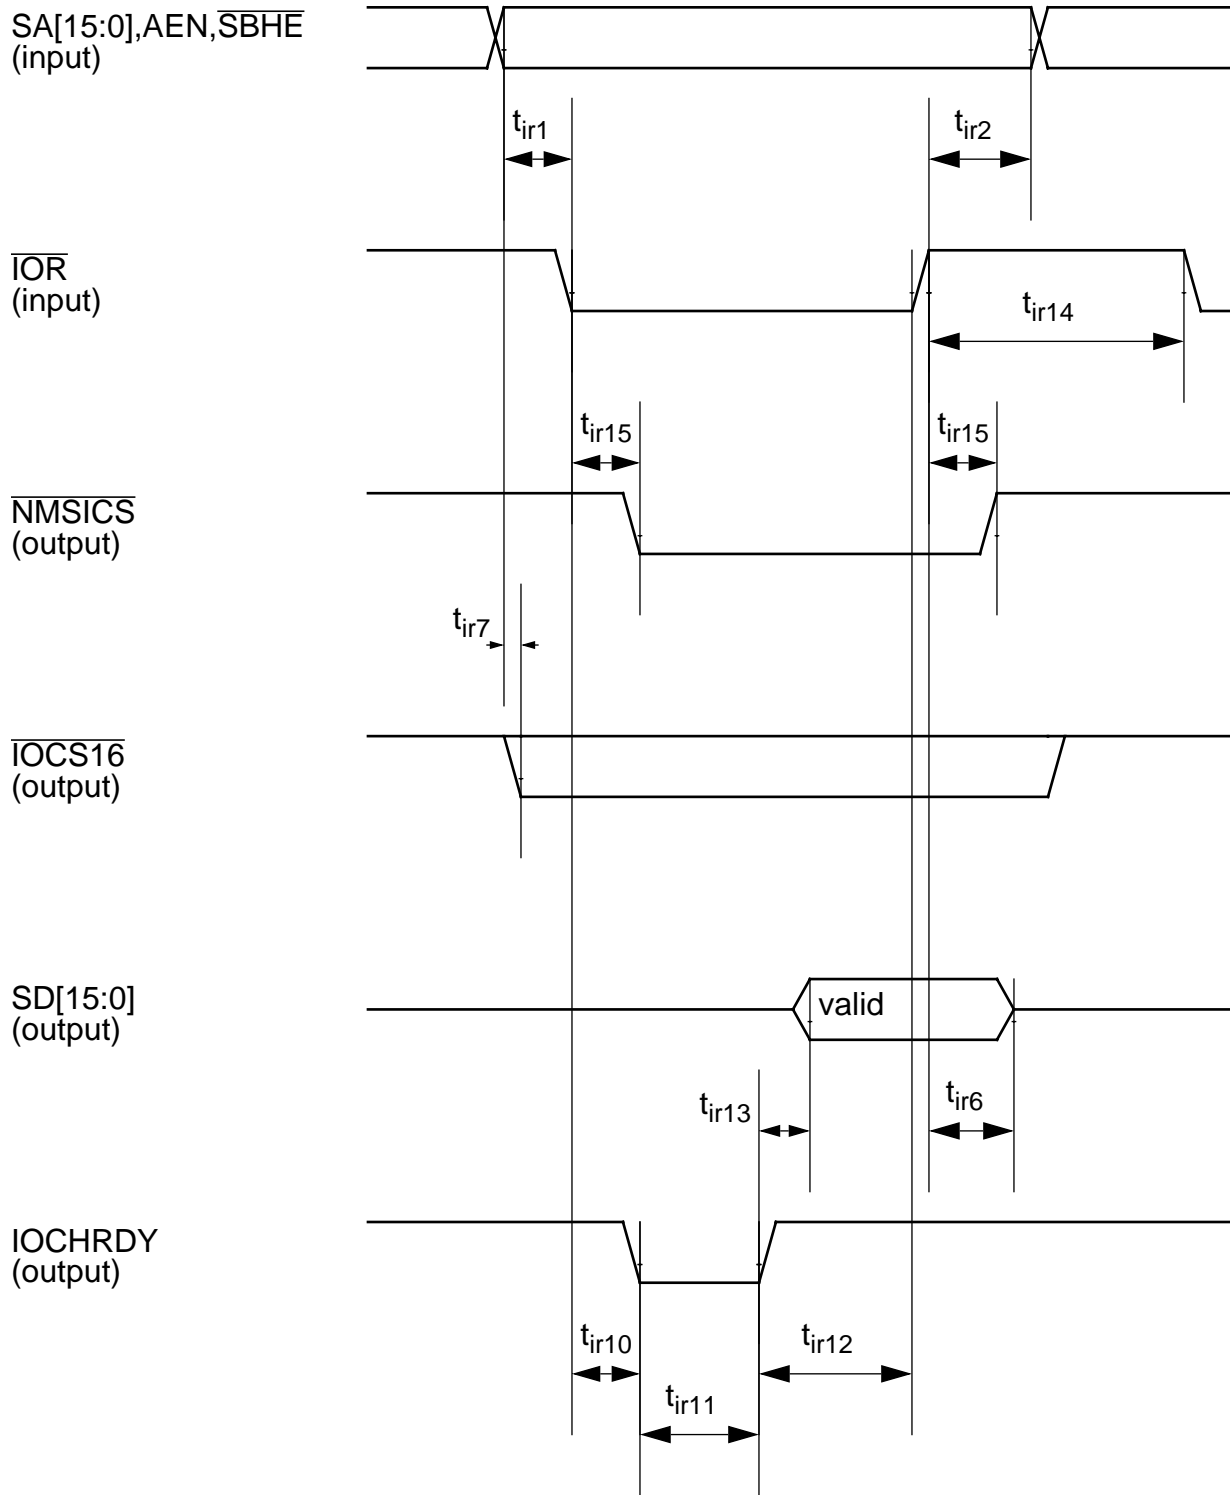 SA[15:0],AEN,SBHE
(input)
tir1
tir2
IOR
(input)
tir14
tir15
tir15
NMSICS
(output)
tir7
IOCS16
(output)
SD[15:0]
(output)
valid
tir13
tir6
IOCHRDY
(output)
tir10
tir12
tir11